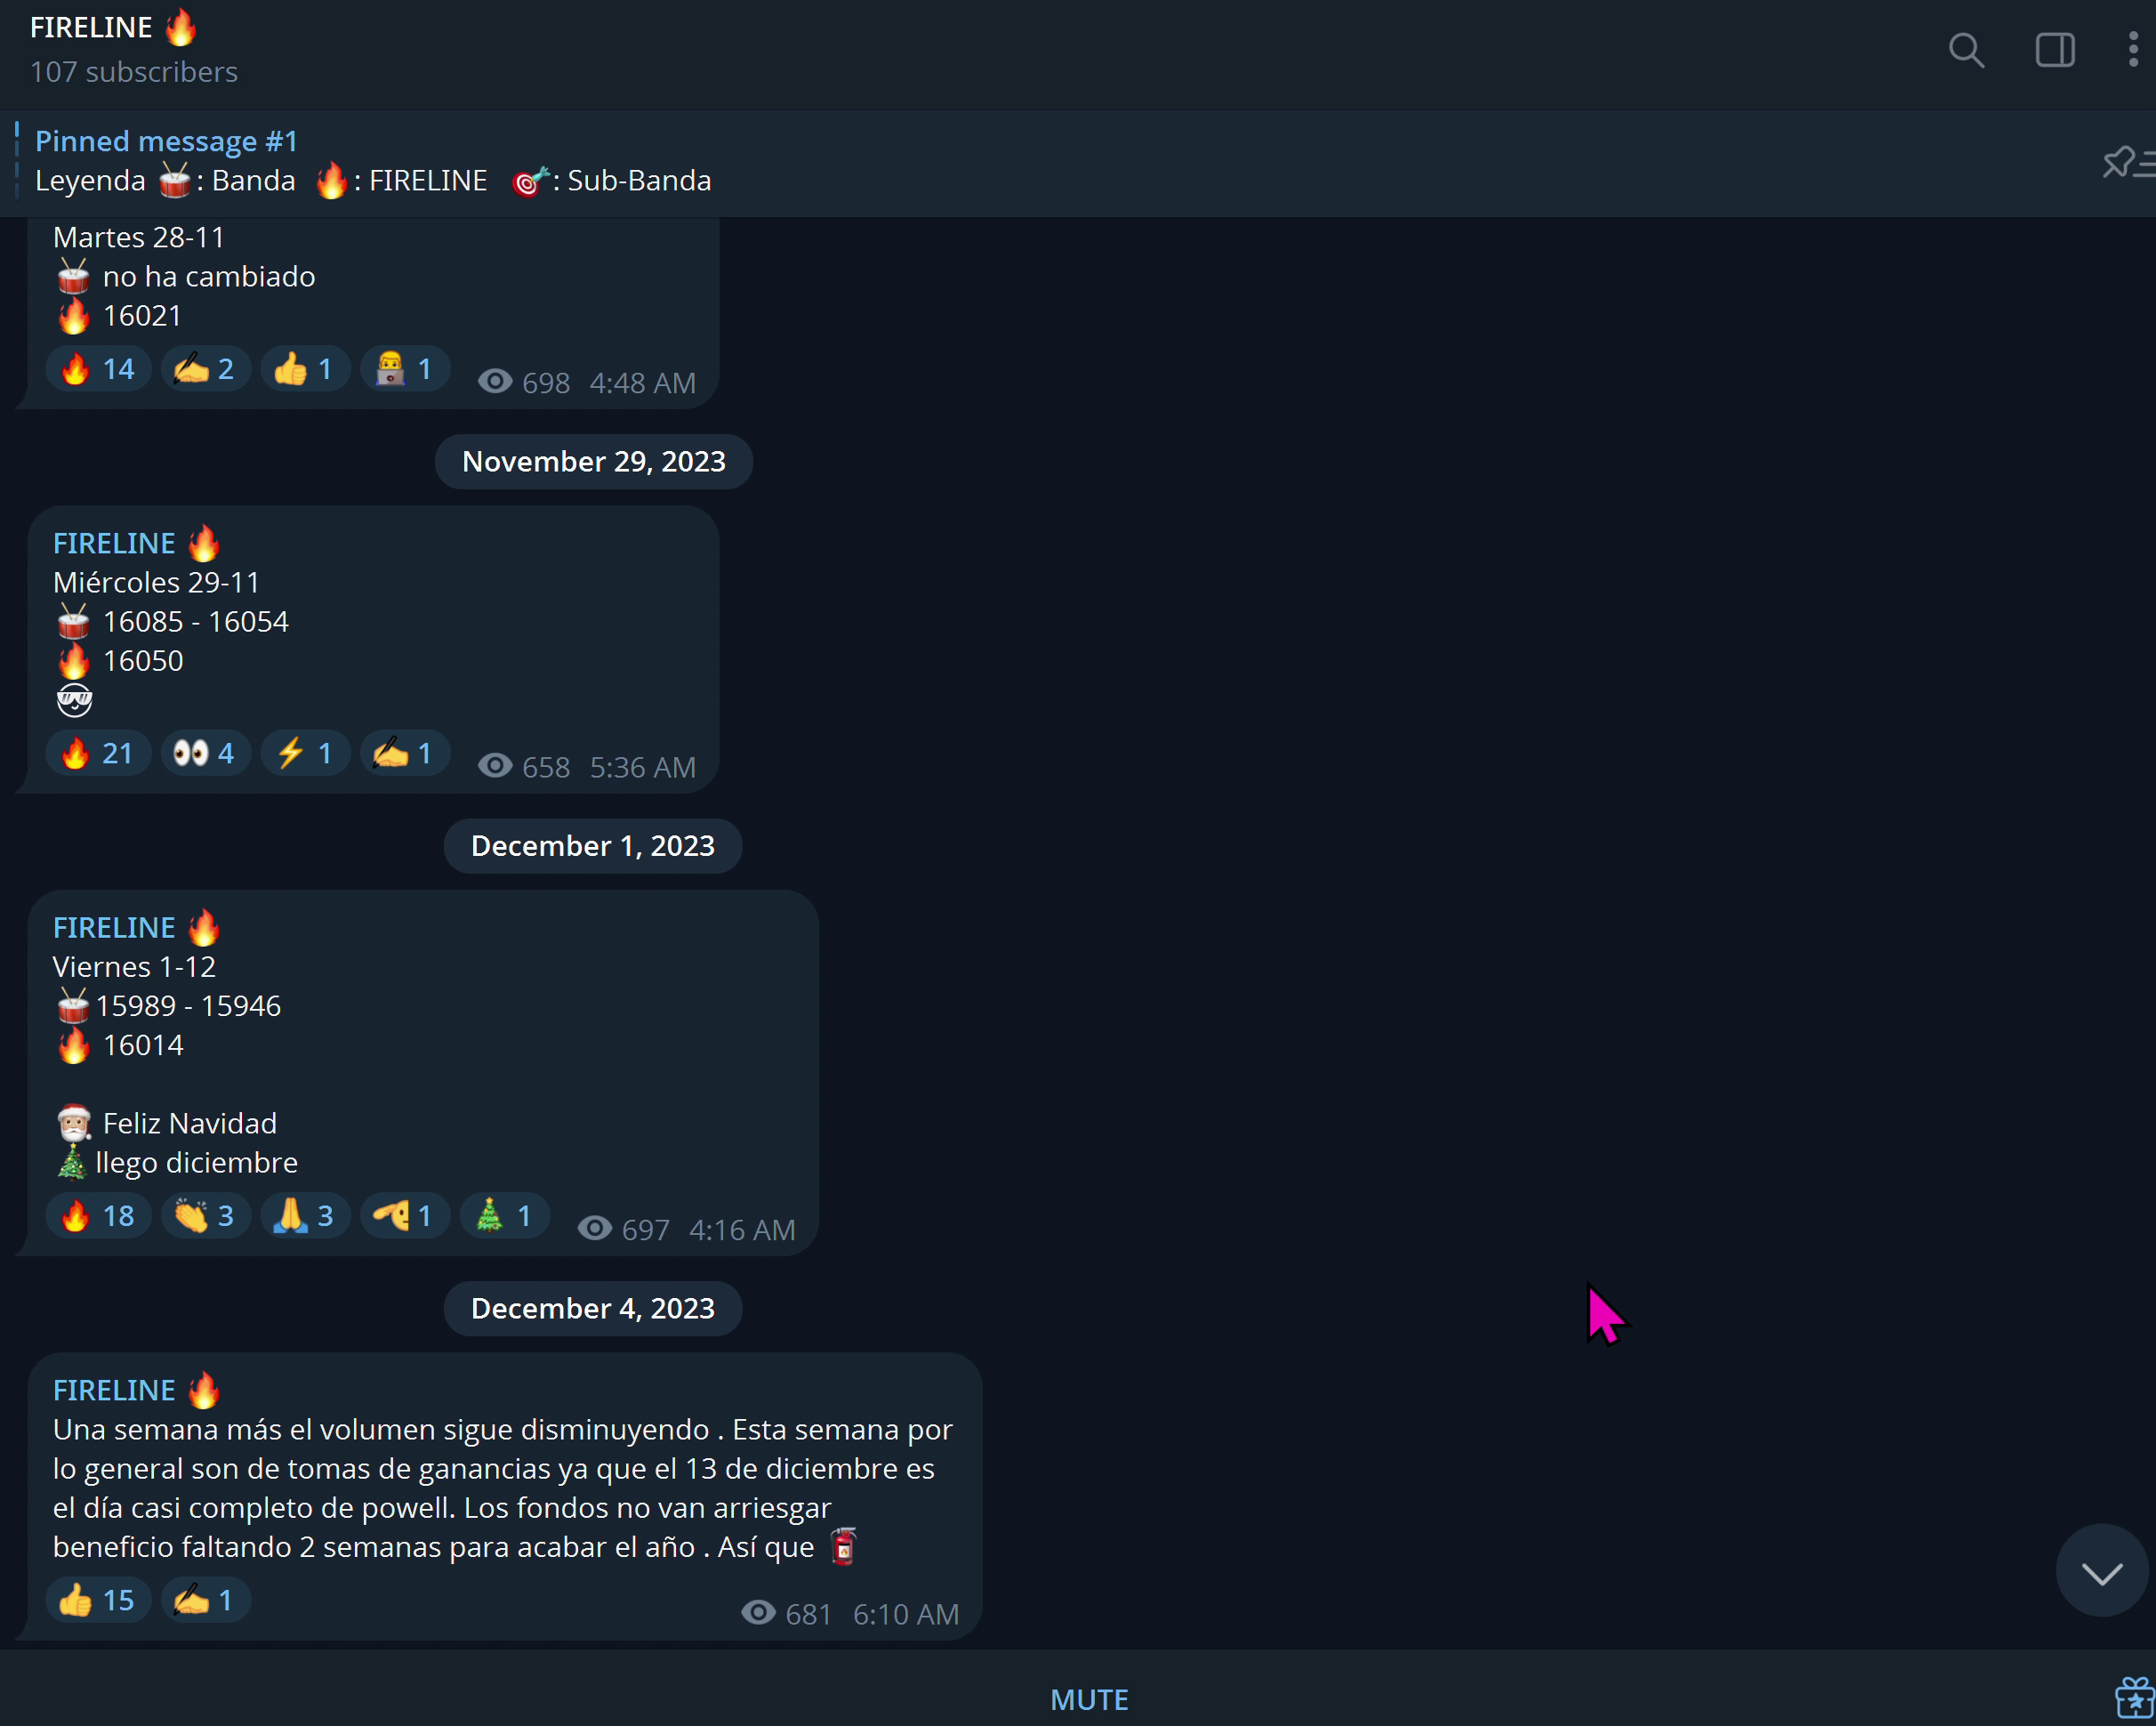 FIRELINE 🔥
107 subscribers
Pinned message #1
Leyenda 🥁: Banda 🔥: FIRELINE 🎯: Sub-Banda
Martes 28-11
🥁 no ha cambiado
🔥 16021
🔥 14 ✍️ 2 👍 1 👨‍💻 1 698 4:48 AM
November 29, 2023
FIRELINE 🔥
Miércoles 29-11
🥁 16085 - 16054
🔥 16050
😎
🔥 21 👀 4 ⚡ 1 ✍️ 1 658 5:36 AM
December 1, 2023
FIRELINE 🔥
Viernes 1-12
🥁15989 - 15946
🔥 16014
🎅 Feliz Navidad
🎄llego diciembre
🔥 18 👏 3 🙏 3 🫡 1 🎄 1 697 4:16 AM
December 4, 2023
FIRELINE 🔥
Una semana más el volumen sigue disminuyendo . Esta semana por
lo general son de tomas de ganancias ya que el 13 de diciembre es
el día casi completo de powell. Los fondos no van arriesgar
beneficio faltando 2 semanas para acabar el año . Así que 🧯
👍 15 ✍️ 1 681 6:10 AM
MUTE